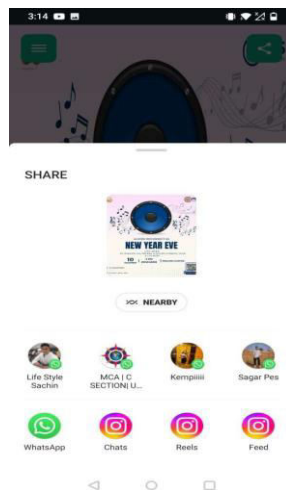 3:14
SHARE
NEW YEAR EVE
10
NEARBY
Life Style
Sachin
MCA | C
SECTION| U...
Kempiiiii
Sagar Pes
WhatsApp
Chats
Reels
Feed